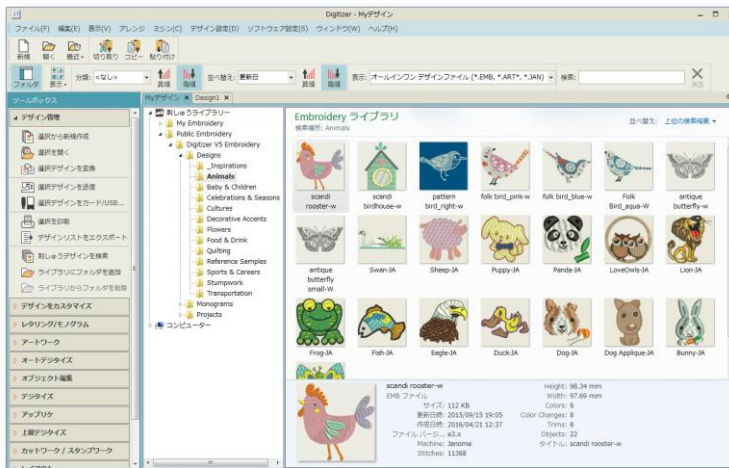 Digitizer - Myデザイン
ファイル(F) 編集(E) 表示(V) アレンジ ミシン(C) デザイン設定(D) ソフトウェア設定(S) ウィンドウ(W) ヘルプ(H)
新規 開く 最近▾ 切り取り コピー 貼り付け
フォルダ 表示▾ 分類: <なし> 昇順 降順 並べ替え: 更新日 昇順 降順 表示: オールインワン デザインファイル (*.EMB, *.ART*, *.JAN) 検索:
ツールボックス
デザイン管理
選択から新規作成
選択を開く
選択デザインを変換
選択デザインを送信
選択デザインをカード/USB...
選択を印刷
デザインリストをエクスポート
刺しゅうデザインを検索
ライブラリにフォルダを追加
ライブラリからフォルダを削除
デザインをカスタマイズ
レタリング/モノグラム
アートワーク
オートデジタイズ
オブジェクト編集
デジタイズ
アップリケ
上級デジタイズ
カットワーク / スタンプワーク
Myデザイン X Design1 X
刺しゅうライブラリー
My Embroidery
Public Embroidery
Digitizer V5 Embroidery
Designs
_Inspirations
Animals
Baby & Children
Celebrations & Seasons
Cultures
Decorative Accents
Flowers
Food & Drink
Quilting
Reference Samples
Sports & Careers
Stumpwork
Transportation
Monograms
Projects
コンピューター
Embroidery ライブラリ
検索場所: Animals
並べ替え: 上位の検索結果 ▾
scandi rooster-w
scandi birdhouse-w
pattern bird_right-w
folk bird_pink-w
folk bird_blue-w
Folk Bird_aqua-W
antique butterfly-w
antique butterfly small-W
Swan-JA
Sheep-JA
Puppy-JA
Panda-JA
LoveOwls-JA
Lion-JA
Frog-JA
Fish-JA
Eagle-JA
Duck-JA
Dog-JA
Dog Applique-JA
Bunny-JA
scandi rooster-w
EMB ファイル
サイズ: 112 KB
更新日時: 2015/09/15 19:05
作成日時: 2016/04/21 12:37
ファイル バージ... e3.x
Machine: Janome
Stitches: 11368
Height: 98.34 mm
Width: 97.69 mm
Colors: 6
Color Changes: 8
Trims: 8
Objects: 22
タイトル: scandi rooster-w